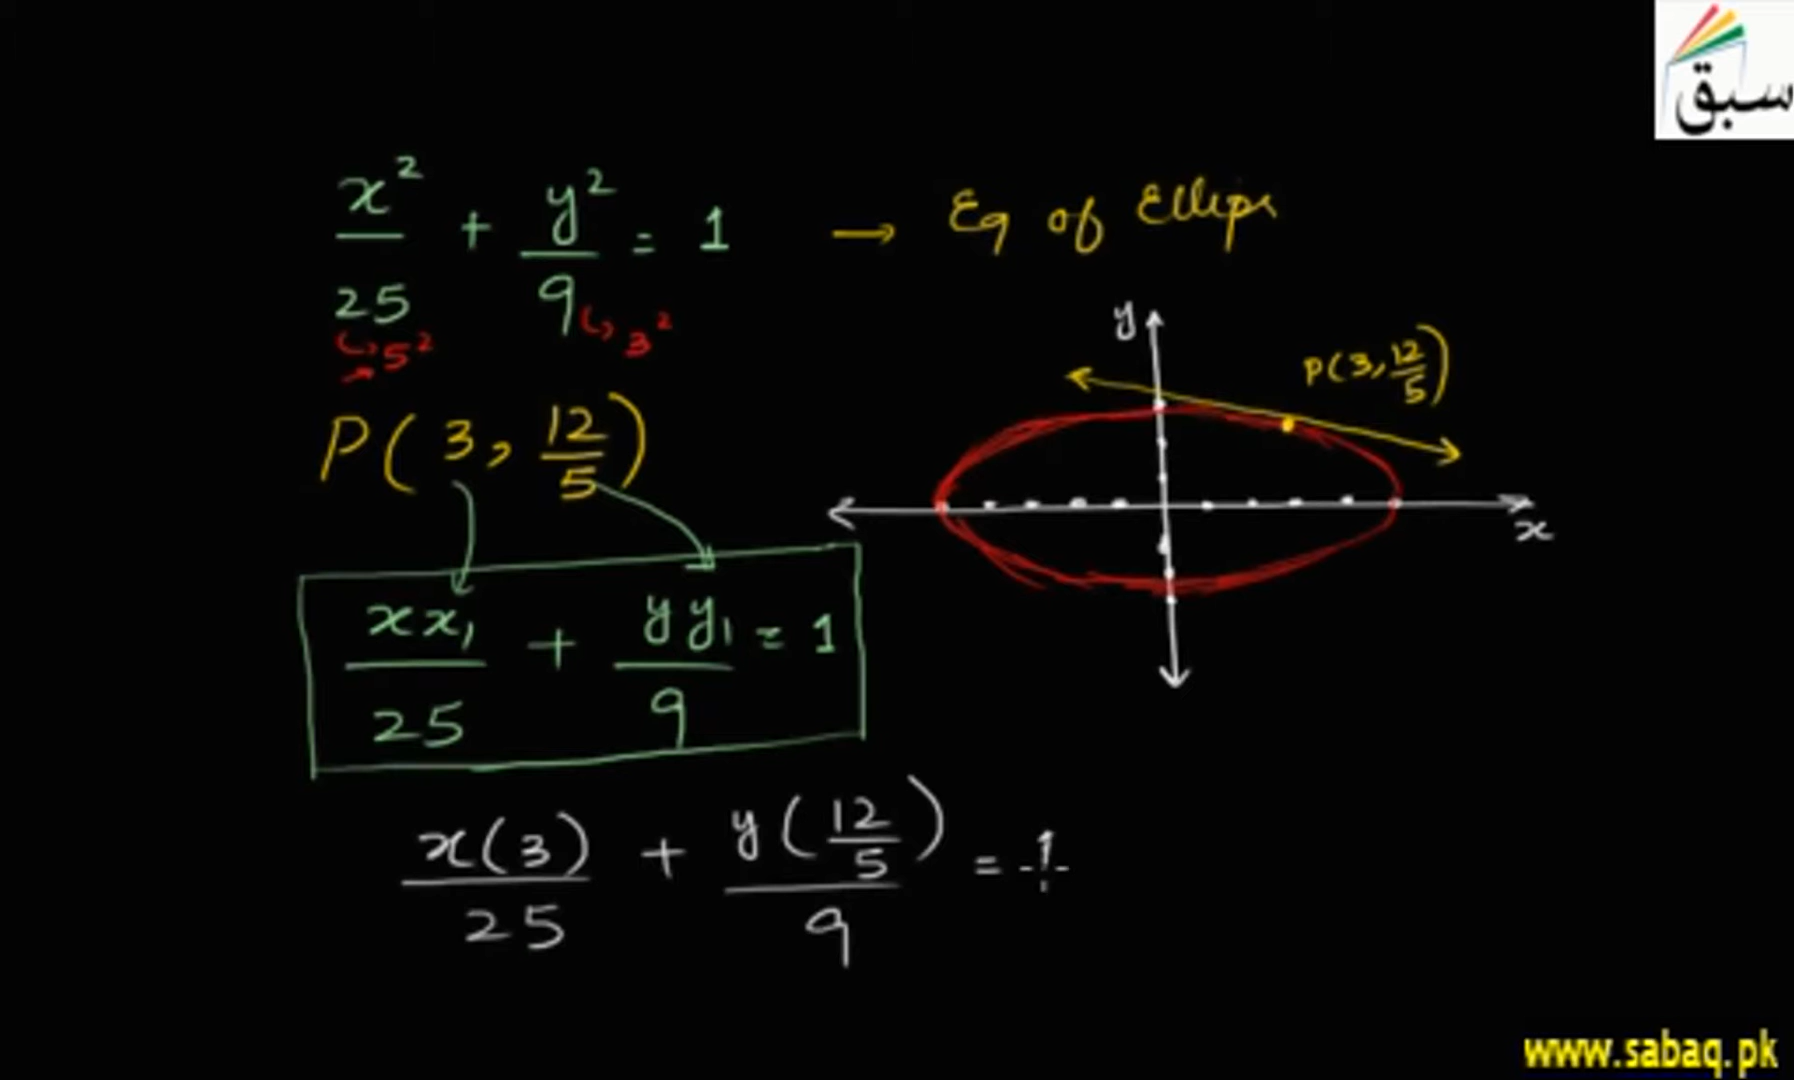 سبق
x² / 25 + y² / 9 = 1 → Eq of Ellips
↳ 5² ↳ 3²
y
P(3, 12/5)
P(3, 12/5)
x
xx₁ / 25 + yy₁ / 9 = 1
x(3) / 25 + y(12/5) / 9 = 1
www.sabaq.pk